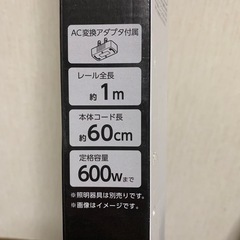 AC変換アダプタ付属
レール全長
約1m
本体コード長
約60cm
定格容量
600wまで
※照明器具は別売りです。
※画像はイメージです。